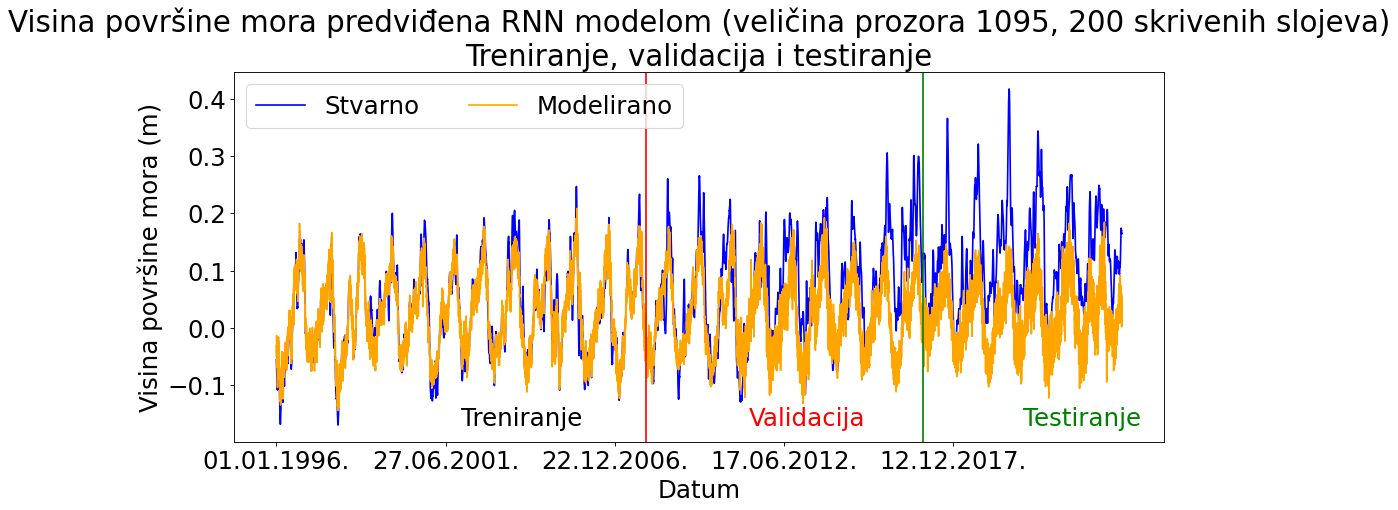 Visina površine mora predviđena RNN modelom (veličina prozora 1095, 200 skrivenih slojeva)
Treniranje, validacija i testiranje
Stvarno Modelirano
Visina površine mora (m)
0.4
0.3
0.2
0.1
0.0
−0.1
Treniranje Validacija Testiranje
01.01.1996. 27.06.2001. 22.12.2006. 17.06.2012. 12.12.2017.
Datum